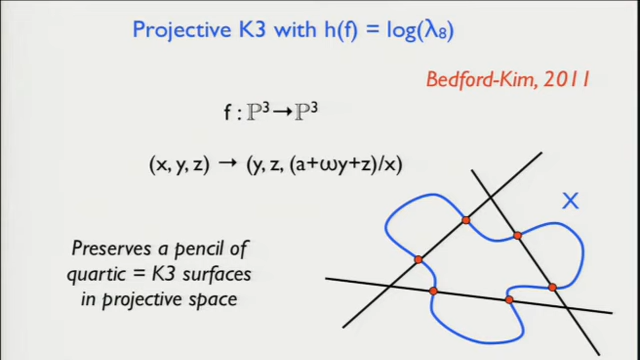 Projective K3 with h(f) = log(λ₈)
Bedford-Kim, 2011
f : ℙ³→ℙ³
(x, y, z) → (y, z, (a+ωy+z)/x)
X
Preserves a pencil of
quartic = K3 surfaces
in projective space